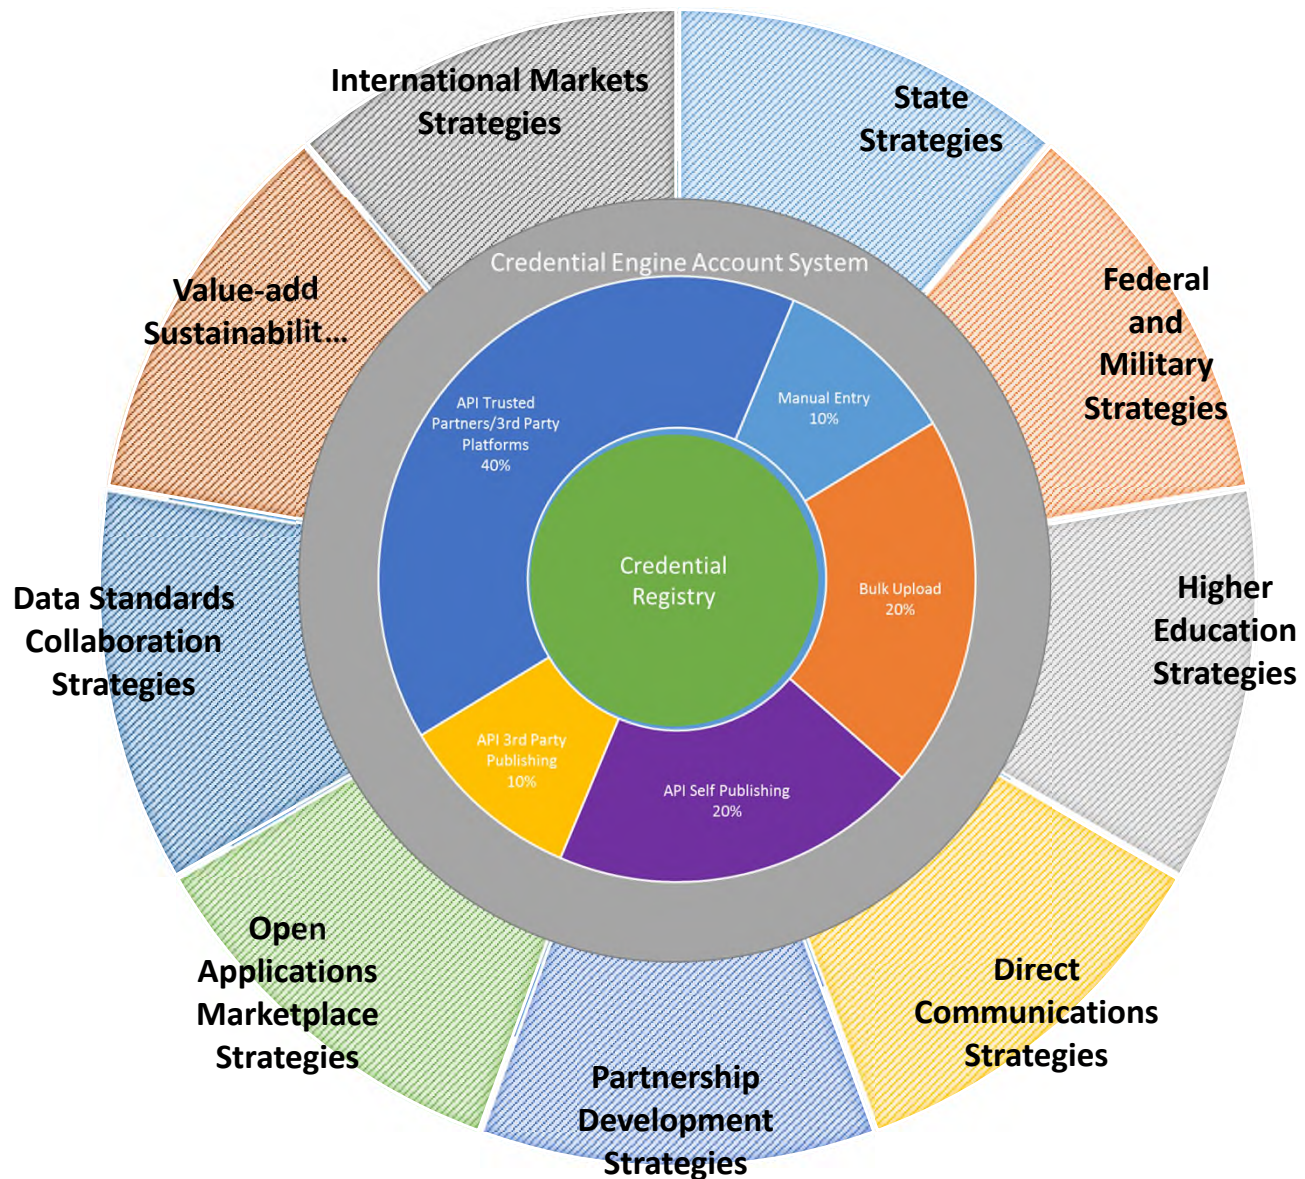 International Markets
Strategies
State
Strategies
Federal
and
Military
Strategies
Higher
Education
Strategies
Direct
Communications
Strategies
Partnership
Development
Strategies
Open
Applications
Marketplace
Strategies
Data Standards
Collaboration
Strategies
Value-add
Sustainabilit...
Credential Engine Account System
API Trusted
Partners/3rd Party
Platforms
40%
Manual Entry
10%
Bulk Upload
20%
API Self Publishing
20%
API 3rd Party
Publishing
10%
Credential
Registry